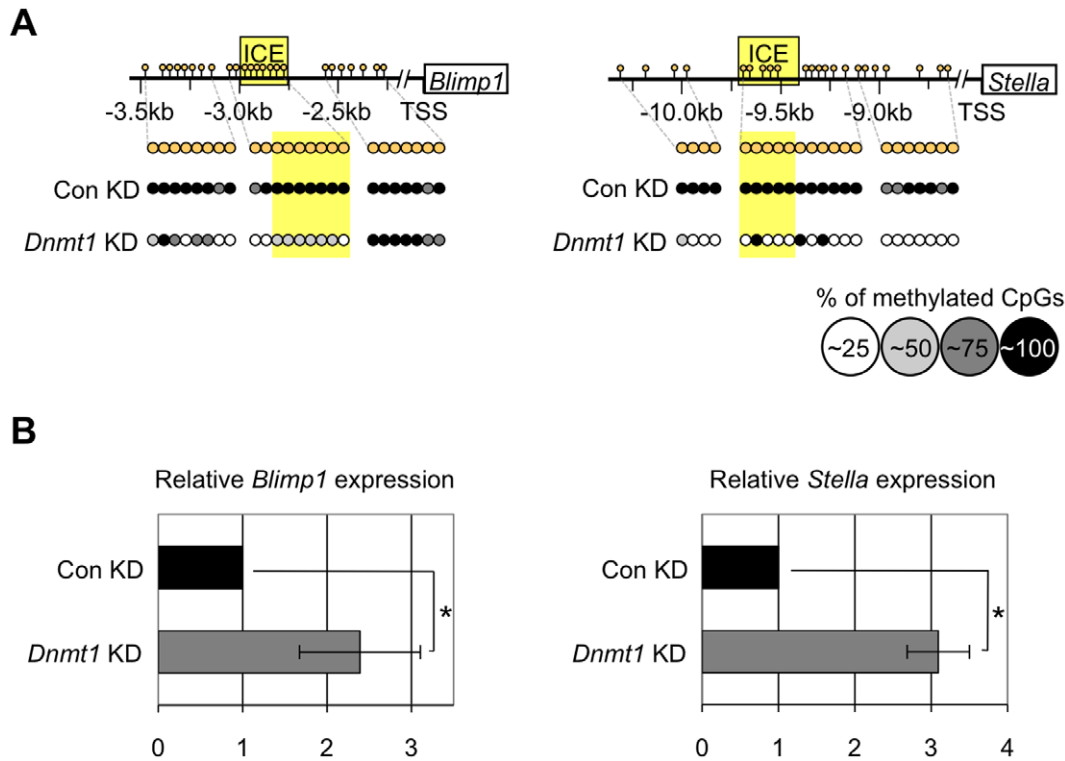 A
ICE
Blimp1
-3.5kb -3.0kb -2.5kb TSS
Con KD
Dnmt1 KD
ICE
Stella
-10.0kb -9.5kb -9.0kb TSS
Con KD
Dnmt1 KD
% of methylated CpGs
~25 ~50 ~75 ~100
B
Relative Blimp1 expression
Con KD
*
Dnmt1 KD
0 1 2 3
Relative Stella expression
Con KD
*
Dnmt1 KD
0 1 2 3 4